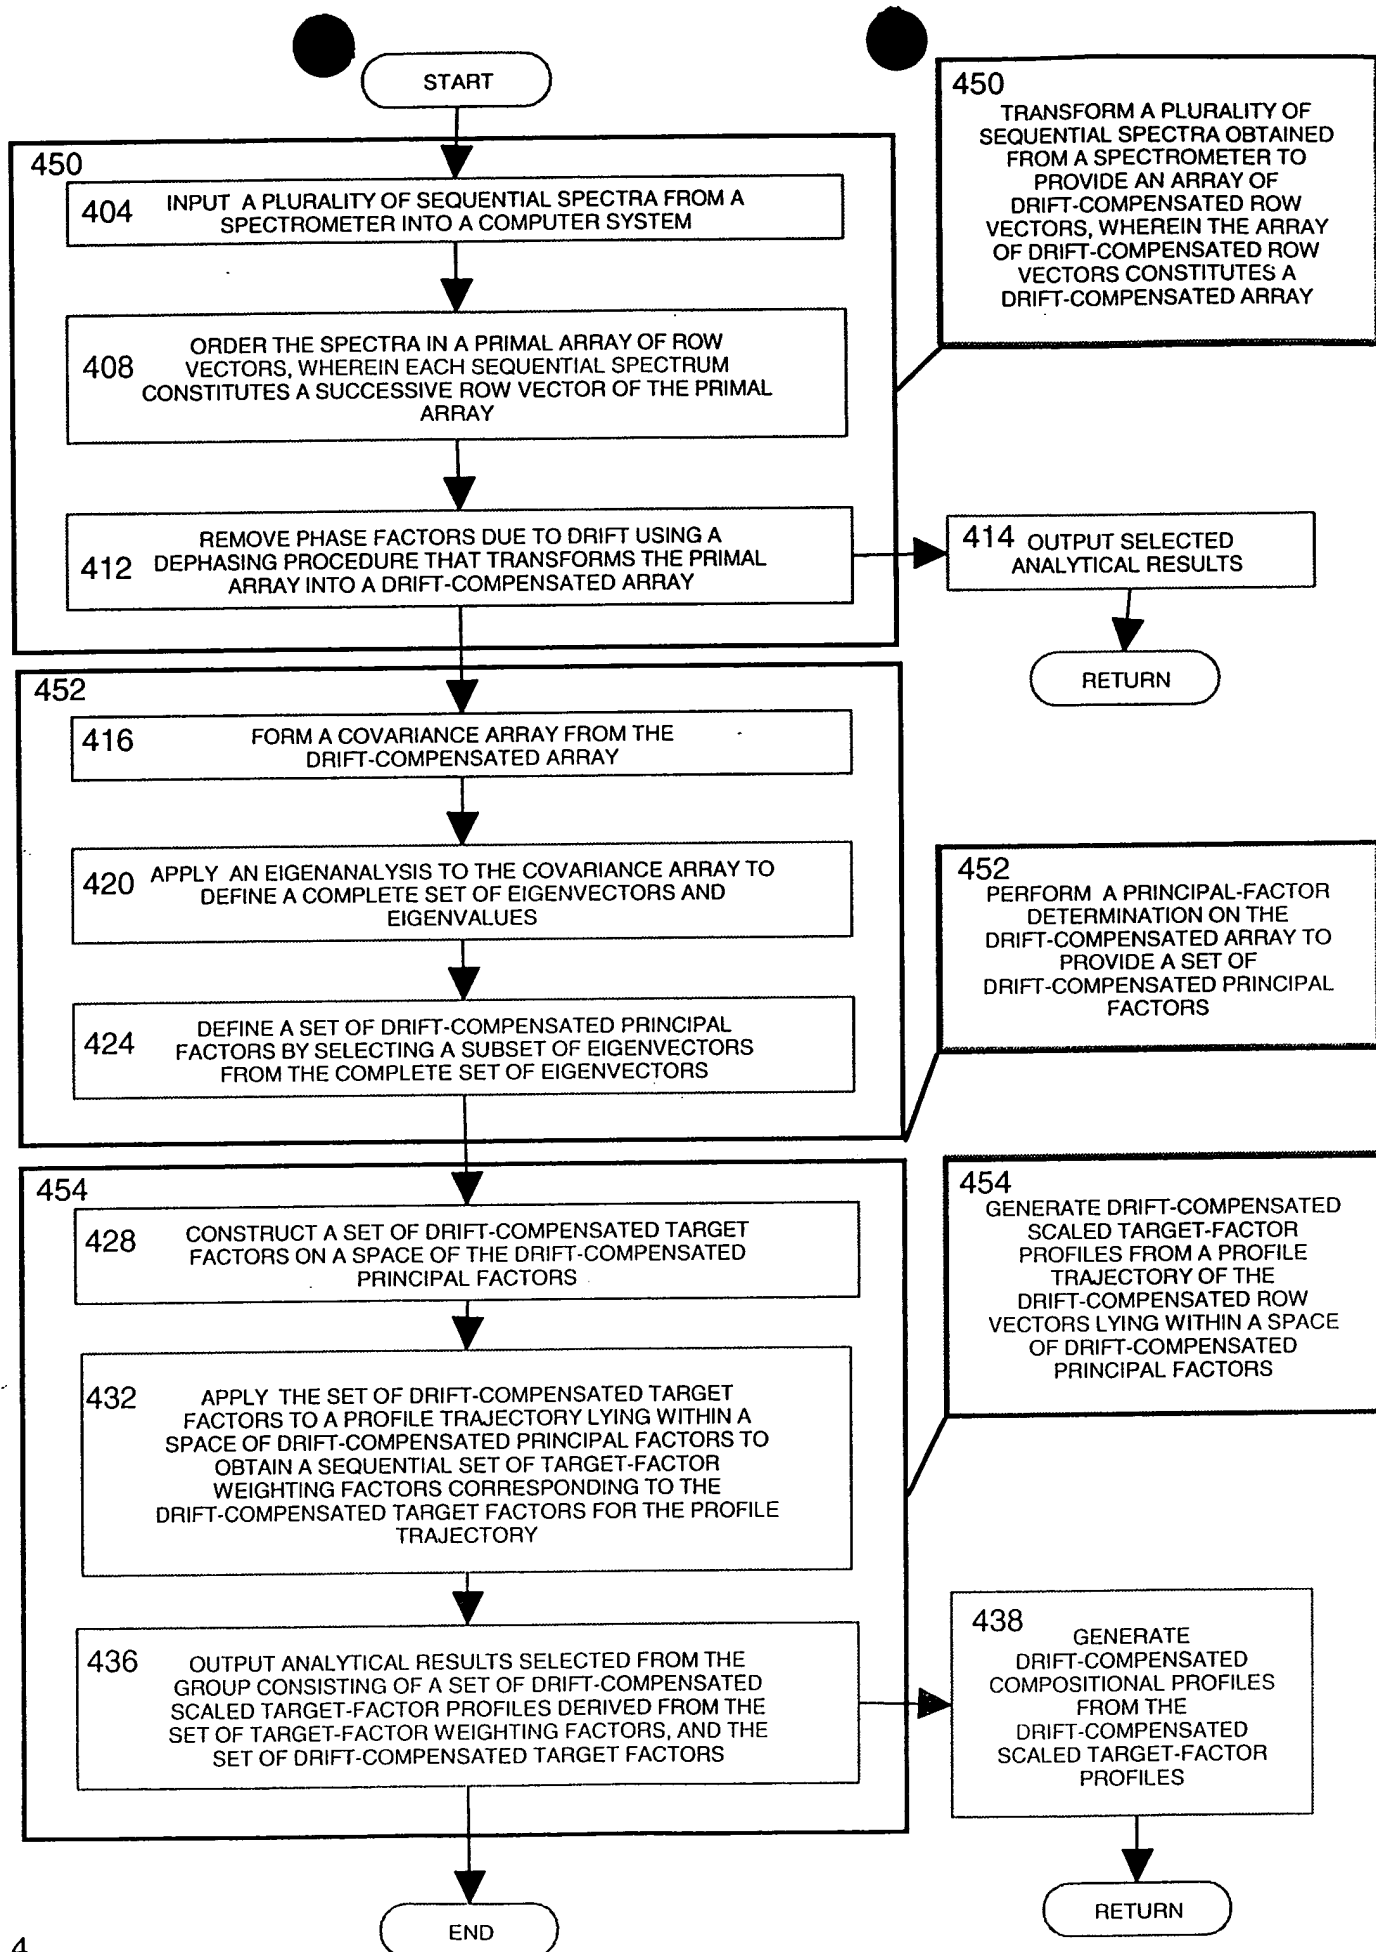 START
450
404 INPUT A PLURALITY OF SEQUENTIAL SPECTRA FROM A
SPECTROMETER INTO A COMPUTER SYSTEM
408 ORDER THE SPECTRA IN A PRIMAL ARRAY OF ROW
VECTORS, WHEREIN EACH SEQUENTIAL SPECTRUM
CONSTITUTES A SUCCESSIVE ROW VECTOR OF THE PRIMAL
ARRAY
412 REMOVE PHASE FACTORS DUE TO DRIFT USING A
DEPHASING PROCEDURE THAT TRANSFORMS THE PRIMAL
ARRAY INTO A DRIFT-COMPENSATED ARRAY
450
TRANSFORM A PLURALITY OF
SEQUENTIAL SPECTRA OBTAINED
FROM A SPECTROMETER TO
PROVIDE AN ARRAY OF
DRIFT-COMPENSATED ROW
VECTORS, WHEREIN THE ARRAY
OF DRIFT-COMPENSATED ROW
VECTORS CONSTITUTES A
DRIFT-COMPENSATED ARRAY
414 OUTPUT SELECTED
ANALYTICAL RESULTS
RETURN
452
416 FORM A COVARIANCE ARRAY FROM THE
DRIFT-COMPENSATED ARRAY
420 APPLY AN EIGENANALYSIS TO THE COVARIANCE ARRAY TO
DEFINE A COMPLETE SET OF EIGENVECTORS AND
EIGENVALUES
424 DEFINE A SET OF DRIFT-COMPENSATED PRINCIPAL
FACTORS BY SELECTING A SUBSET OF EIGENVECTORS
FROM THE COMPLETE SET OF EIGENVECTORS
452
PERFORM A PRINCIPAL-FACTOR
DETERMINATION ON THE
DRIFT-COMPENSATED ARRAY TO
PROVIDE A SET OF
DRIFT-COMPENSATED PRINCIPAL
FACTORS
454
428 CONSTRUCT A SET OF DRIFT-COMPENSATED TARGET
FACTORS ON A SPACE OF THE DRIFT-COMPENSATED
PRINCIPAL FACTORS
432 APPLY THE SET OF DRIFT-COMPENSATED TARGET
FACTORS TO A PROFILE TRAJECTORY LYING WITHIN A
SPACE OF DRIFT-COMPENSATED PRINCIPAL FACTORS TO
OBTAIN A SEQUENTIAL SET OF TARGET-FACTOR
WEIGHTING FACTORS CORRESPONDING TO THE
DRIFT-COMPENSATED TARGET FACTORS FOR THE PROFILE
TRAJECTORY
436 OUTPUT ANALYTICAL RESULTS SELECTED FROM THE
GROUP CONSISTING OF A SET OF DRIFT-COMPENSATED
SCALED TARGET-FACTOR PROFILES DERIVED FROM THE
SET OF TARGET-FACTOR WEIGHTING FACTORS, AND THE
SET OF DRIFT-COMPENSATED TARGET FACTORS
454
GENERATE DRIFT-COMPENSATED
SCALED TARGET-FACTOR
PROFILES FROM A PROFILE
TRAJECTORY OF THE
DRIFT-COMPENSATED ROW
VECTORS LYING WITHIN A SPACE
OF DRIFT-COMPENSATED
PRINCIPAL FACTORS
438
GENERATE
DRIFT-COMPENSATED
COMPOSITIONAL PROFILES
FROM THE
DRIFT-COMPENSATED
SCALED TARGET-FACTOR
PROFILES
RETURN
END
4